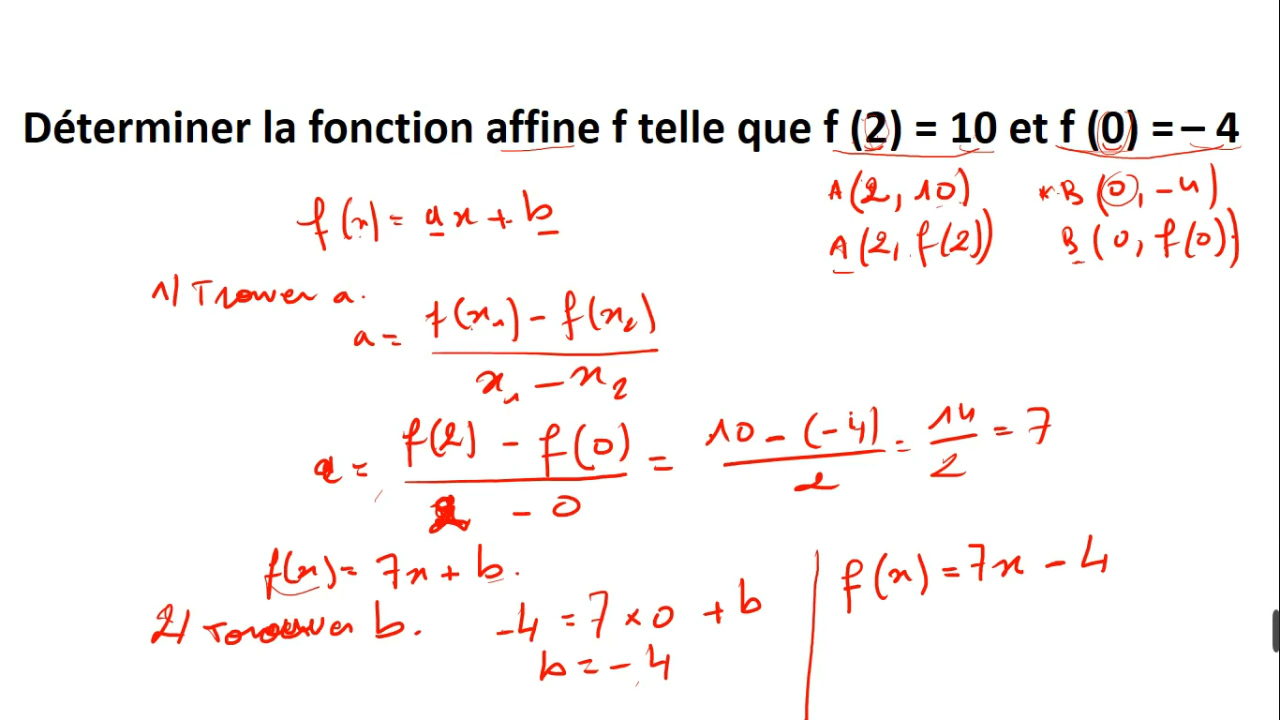 Déterminer la fonction affine f telle que f (2) = 10 et f (0) = – 4
A(2, 10)
* B(0, -4)
f(x) = ax + b
A(2, f(2))
B(0, f(0))
1) Trouver a.
a = (f(x₁) - f(x₂)) / (x₁ - x₂)
a = (f(2) - f(0)) / (2 - 0) = (10 - (-4)) / 2 = 14/2 = 7
f(x) = 7x + b.
2) Trouver b.
-4 = 7 × 0 + b
b = -4
f(x) = 7x - 4